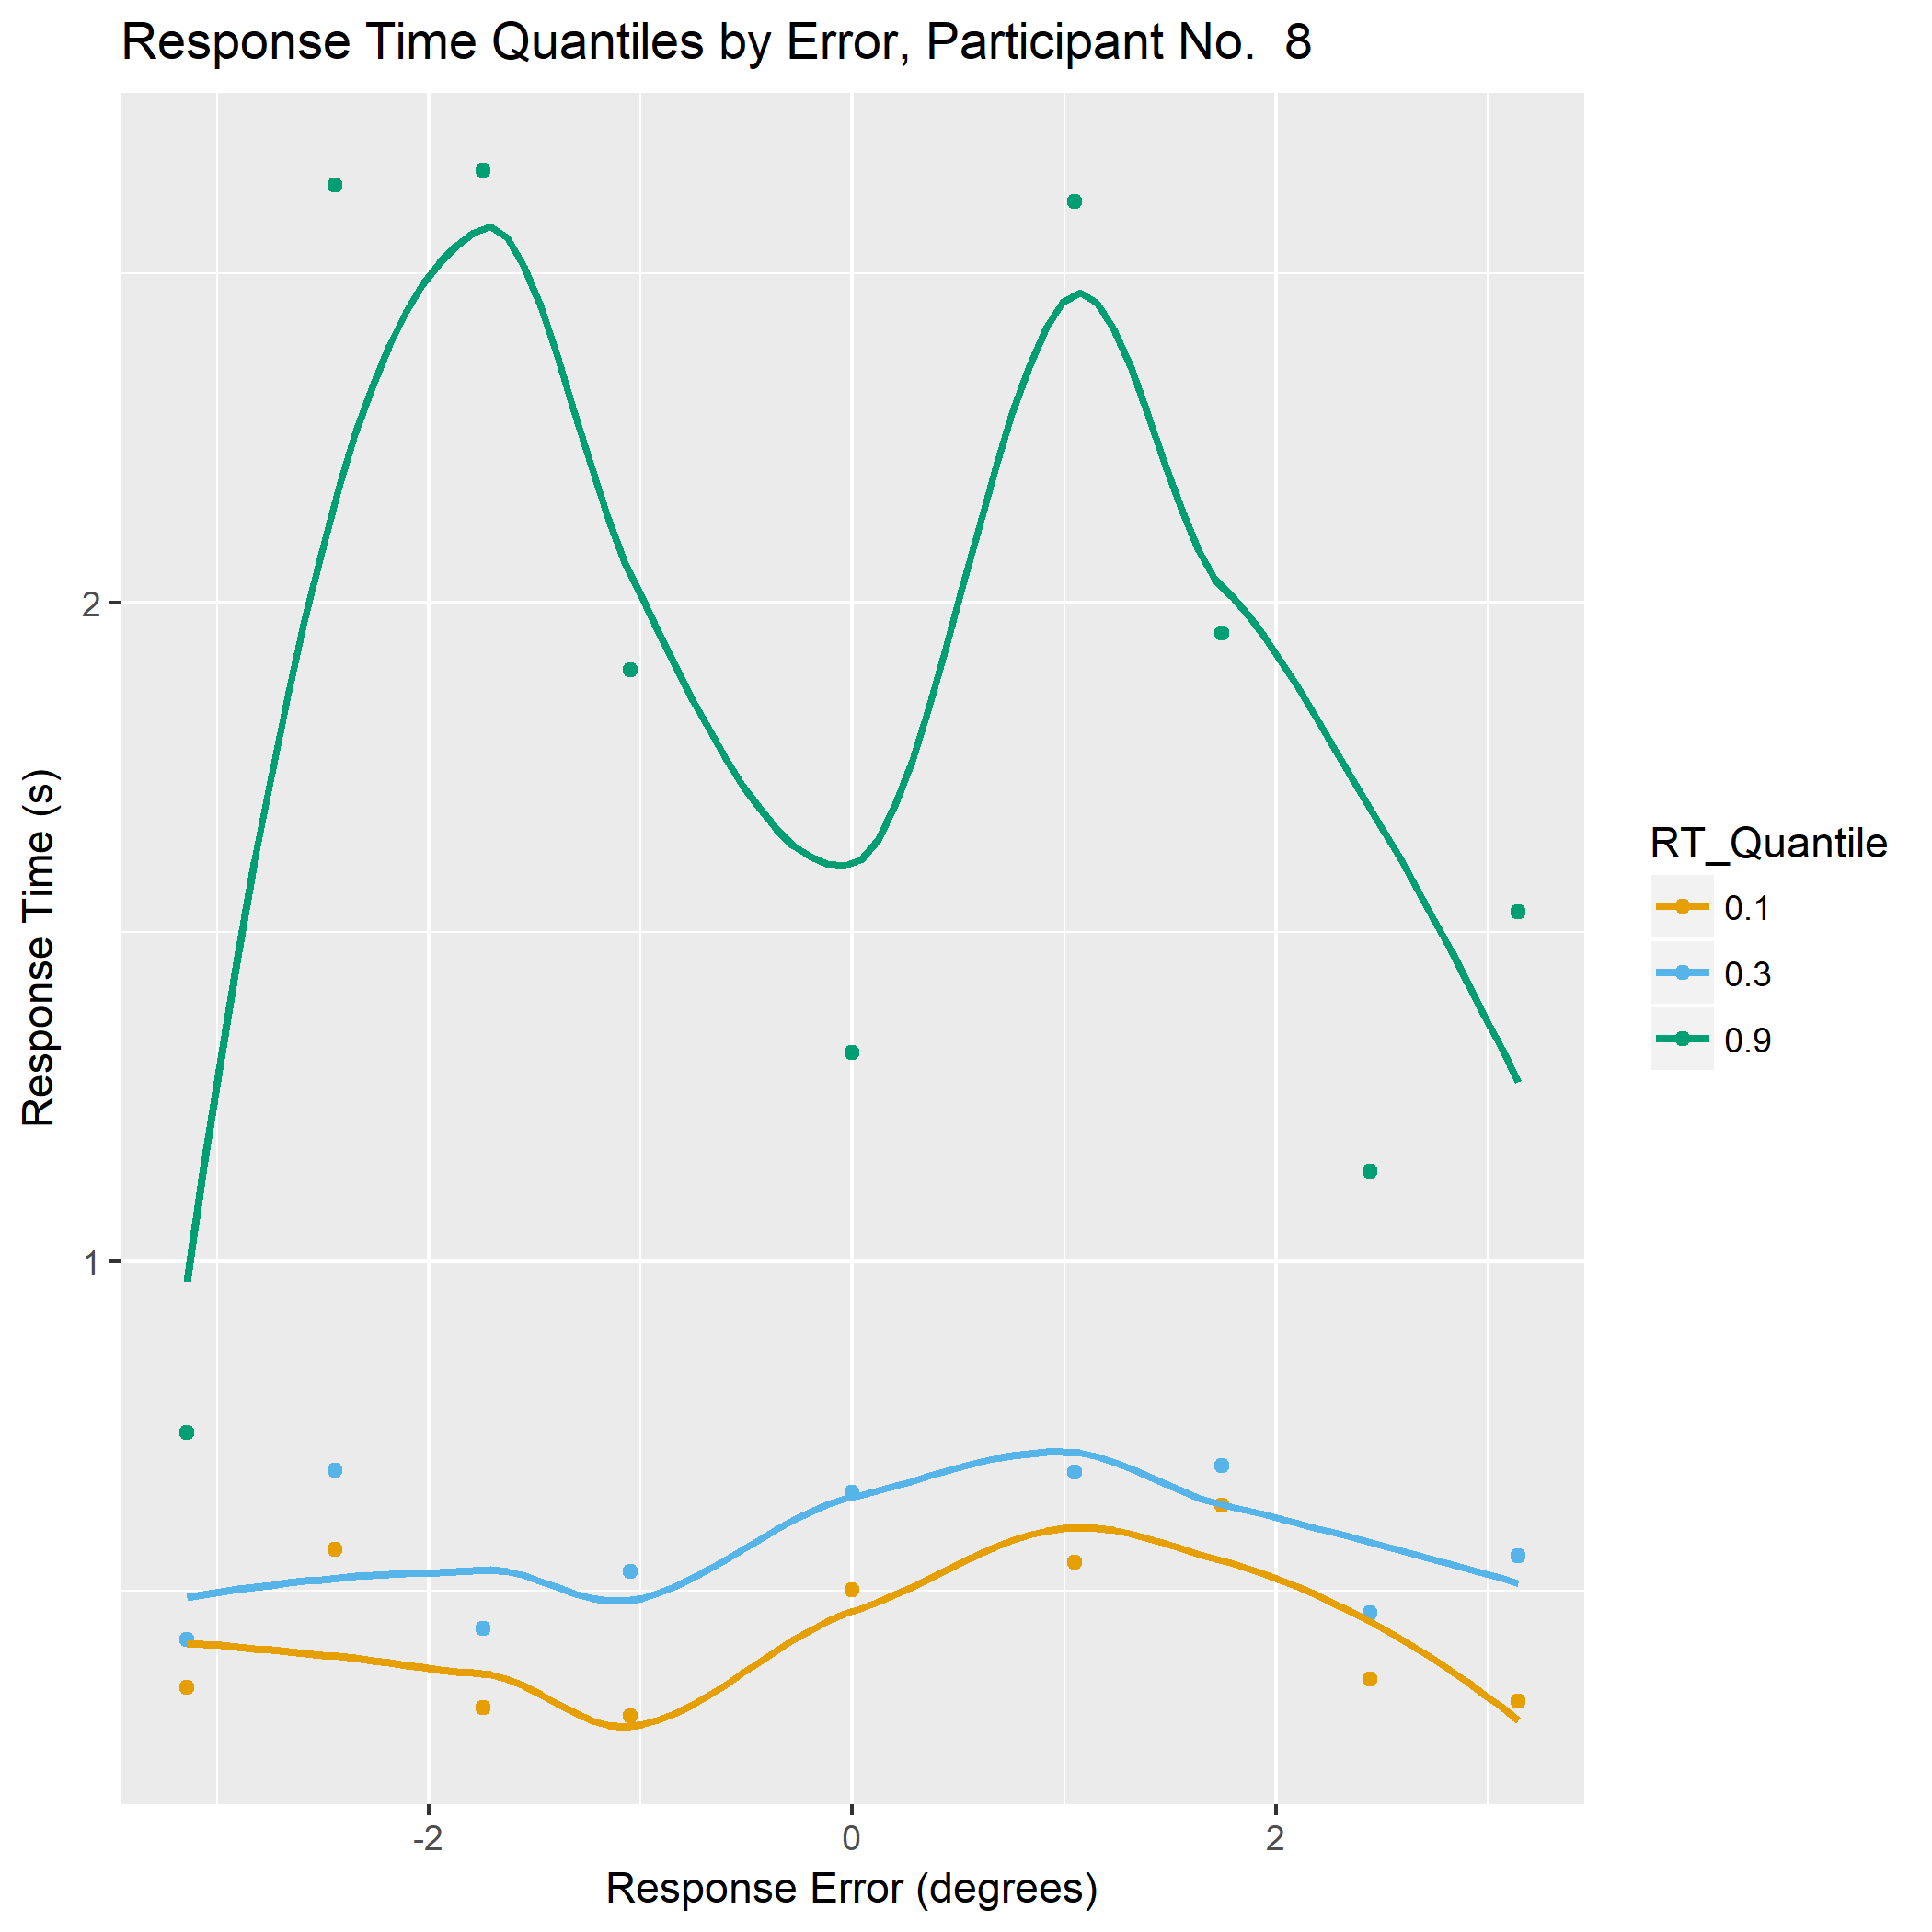 Response Time Quantiles by Error, Participant No.  8
Response Time (s)
2
1
-2
0
2
Response Error (degrees)
RT_Quantile
0.1
0.3
0.9